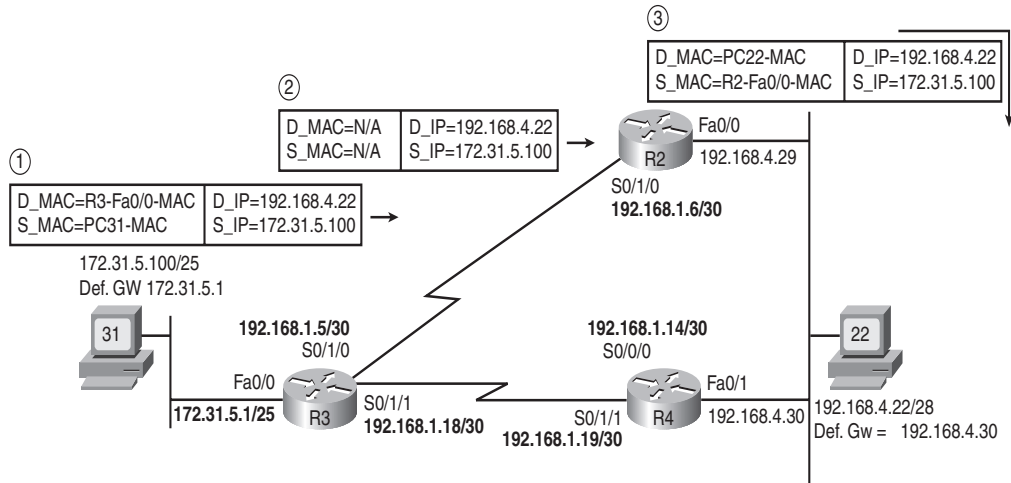 ③
D_MAC=PC22-MAC D_IP=192.168.4.22
S_MAC=R2-Fa0/0-MAC S_IP=172.31.5.100
②
D_MAC=N/A D_IP=192.168.4.22
S_MAC=N/A S_IP=172.31.5.100
Fa0/0
R2
192.168.4.29
S0/1/0
192.168.1.6/30
①
D_MAC=R3-Fa0/0-MAC D_IP=192.168.4.22
S_MAC=PC31-MAC S_IP=172.31.5.100
172.31.5.100/25
Def. GW 172.31.5.1
31
192.168.1.5/30
S0/1/0
Fa0/0
172.31.5.1/25
R3
S0/1/1
192.168.1.18/30
192.168.1.14/30
S0/0/0
S0/1/1
192.168.1.19/30
R4
Fa0/1
192.168.4.30
22
192.168.4.22/28
Def. Gw = 192.168.4.30